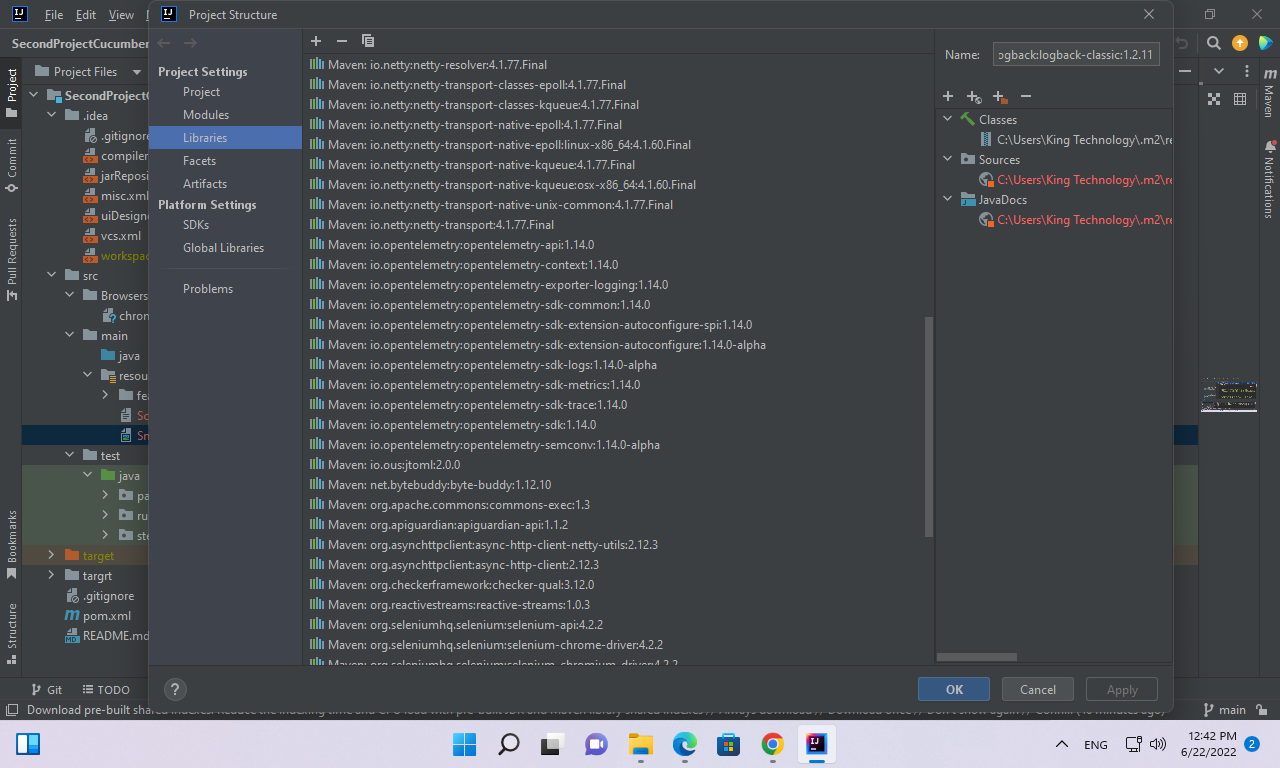 File Edit View
Project Structure
SecondProjectCucumber
Project Files
Project
Commit
Pull Requests
Bookmarks
Structure
SecondProjectC
.idea
.gitignore
compiler
jarReposi
misc.xml
uiDesigne
vcs.xml
workspac
src
Browsers
chron
main
java
resou
fea
Sc
Sn
test
java
pa
ru
ste
target
targrt
.gitignore
pom.xml
README.md
Project Settings
Project
Modules
Libraries
Facets
Artifacts
Platform Settings
SDKs
Global Libraries
Problems
Maven: io.netty:netty-resolver:4.1.77.Final
Maven: io.netty:netty-transport-classes-epoll:4.1.77.Final
Maven: io.netty:netty-transport-classes-kqueue:4.1.77.Final
Maven: io.netty:netty-transport-native-epoll:4.1.77.Final
Maven: io.netty:netty-transport-native-epoll:linux-x86_64:4.1.60.Final
Maven: io.netty:netty-transport-native-kqueue:4.1.77.Final
Maven: io.netty:netty-transport-native-kqueue:osx-x86_64:4.1.60.Final
Maven: io.netty:netty-transport-native-unix-common:4.1.77.Final
Maven: io.netty:netty-transport:4.1.77.Final
Maven: io.opentelemetry:opentelemetry-api:1.14.0
Maven: io.opentelemetry:opentelemetry-context:1.14.0
Maven: io.opentelemetry:opentelemetry-exporter-logging:1.14.0
Maven: io.opentelemetry:opentelemetry-sdk-common:1.14.0
Maven: io.opentelemetry:opentelemetry-sdk-extension-autoconfigure-spi:1.14.0
Maven: io.opentelemetry:opentelemetry-sdk-extension-autoconfigure:1.14.0-alpha
Maven: io.opentelemetry:opentelemetry-sdk-logs:1.14.0-alpha
Maven: io.opentelemetry:opentelemetry-sdk-metrics:1.14.0
Maven: io.opentelemetry:opentelemetry-sdk-trace:1.14.0
Maven: io.opentelemetry:opentelemetry-sdk:1.14.0
Maven: io.opentelemetry:opentelemetry-semconv:1.14.0-alpha
Maven: io.ous:jtoml:2.0.0
Maven: net.bytebuddy:byte-buddy:1.12.10
Maven: org.apache.commons:commons-exec:1.3
Maven: org.apiguardian:apiguardian-api:1.1.2
Maven: org.asynchttpclient:async-http-client-netty-utils:2.12.3
Maven: org.asynchttpclient:async-http-client:2.12.3
Maven: org.checkerframework:checker-qual:3.12.0
Maven: org.reactivestreams:reactive-streams:1.0.3
Maven: org.seleniumhq.selenium:selenium-api:4.2.2
Maven: org.seleniumhq.selenium:selenium-chrome-driver:4.2.2
Maven: org.seleniumhq.selenium:selenium-chromium-driver:4.2.2
Name: ogback:logback-classic:1.2.11
Classes
C:\Users\King Technology\.m2\re
Sources
C:\Users\King Technology\.m2\re
JavaDocs
C:\Users\King Technology\.m2\re
Maven
Notifications
? OK Cancel Apply
Git TODO
Download pre-built shared indexes: Reduce the indexing time and CPU load with pre-built JDK and Maven library shared indexes // Always download // Download once // Don't show again // Confi
main
ENG
12:42 PM
6/22/2022
2